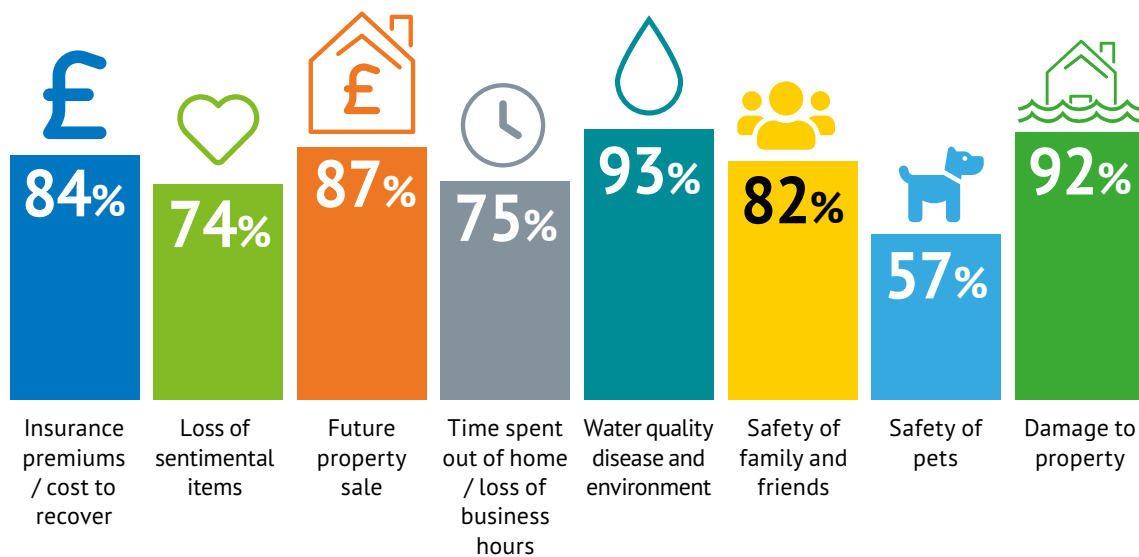 £
£
84%
74%
87%
75%
93%
82%
57%
92%
Insurance
premiums
/ cost to
recover
Loss of
sentimental
items
Future
property
sale
Time spent
out of home
/ loss of
business
hours
Water quality
disease and
environment
Safety of
family and
friends
Safety of
pets
Damage to
property